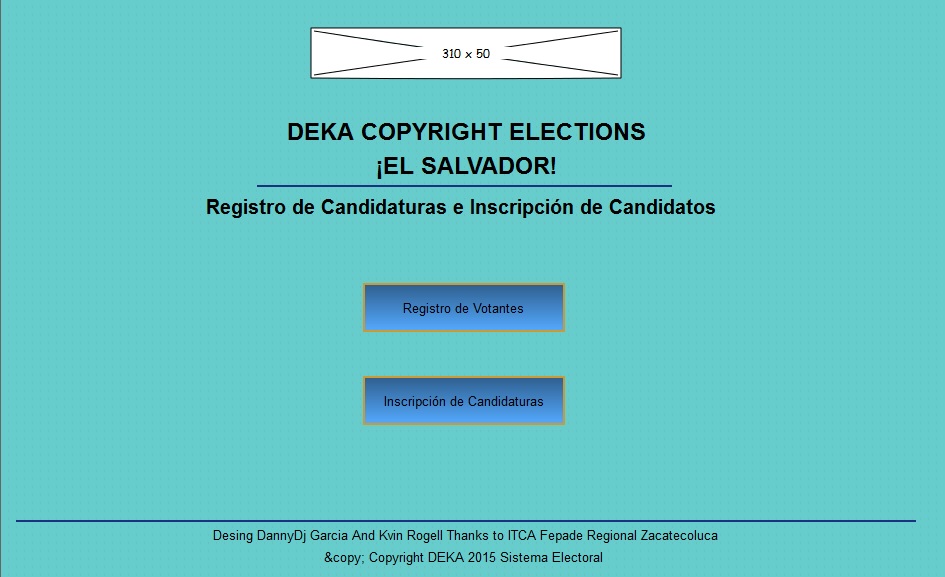 310 x 50
DEKA COPYRIGHT ELECTIONS
¡EL SALVADOR!
Registro de Candidaturas e Inscripción de Candidatos
Registro de Votantes
Inscripción de Candidaturas
Desing DannyDj Garcia And Kvin Rogell Thanks to ITCA Fepade Regional Zacatecoluca
&copy; Copyright DEKA 2015 Sistema Electoral